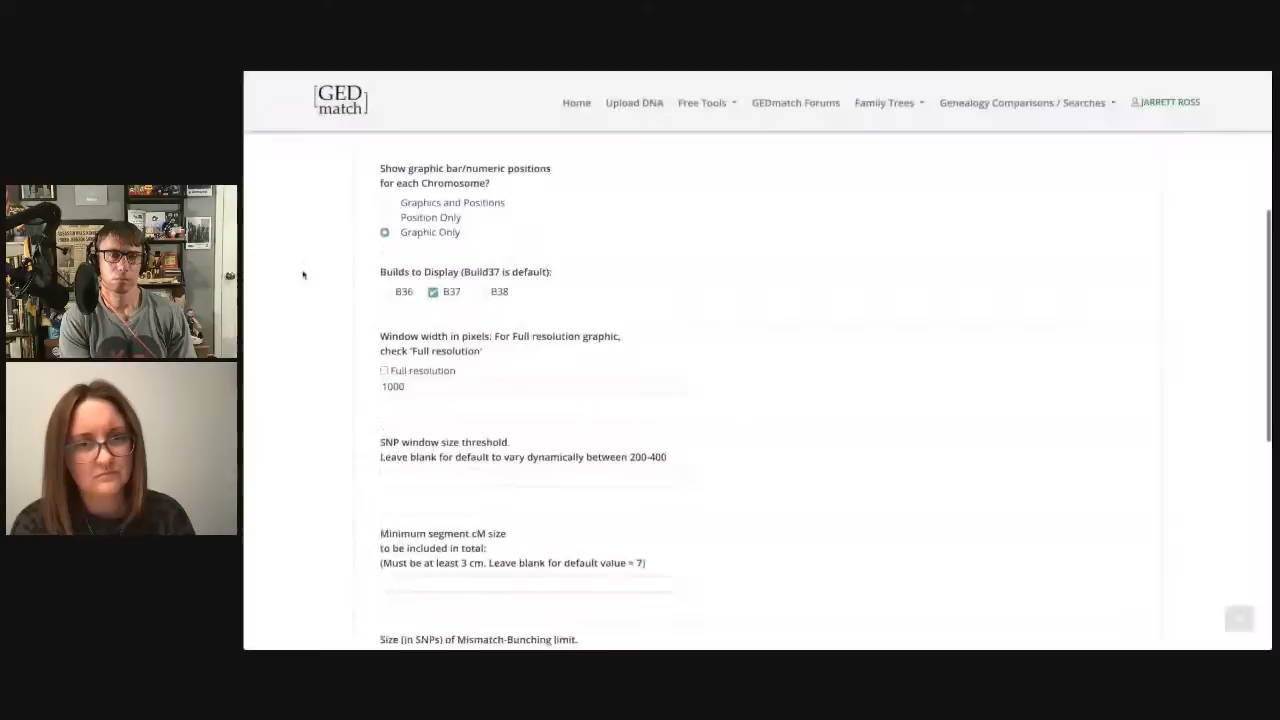 [GED
match]
Home Upload DNA Free Tools GEDmatch Forums Family Trees Genealogy Comparisons / Searches JARRETT ROSS
Show graphic bar/numeric positions
for each Chromosome?
Graphics and Positions
Position Only
Graphic Only
Builds to Display (Build37 is default):
B36 B37 B38
Window width in pixels: For Full resolution graphic,
check 'Full resolution'
Full resolution
1000
SNP window size threshold.
Leave blank for default to vary dynamically between 200-400
Minimum segment cM size
to be included in total:
(Must be at least 3 cm. Leave blank for default value = 7)
Size (in SNPs) of Mismatch-Bunching limit.